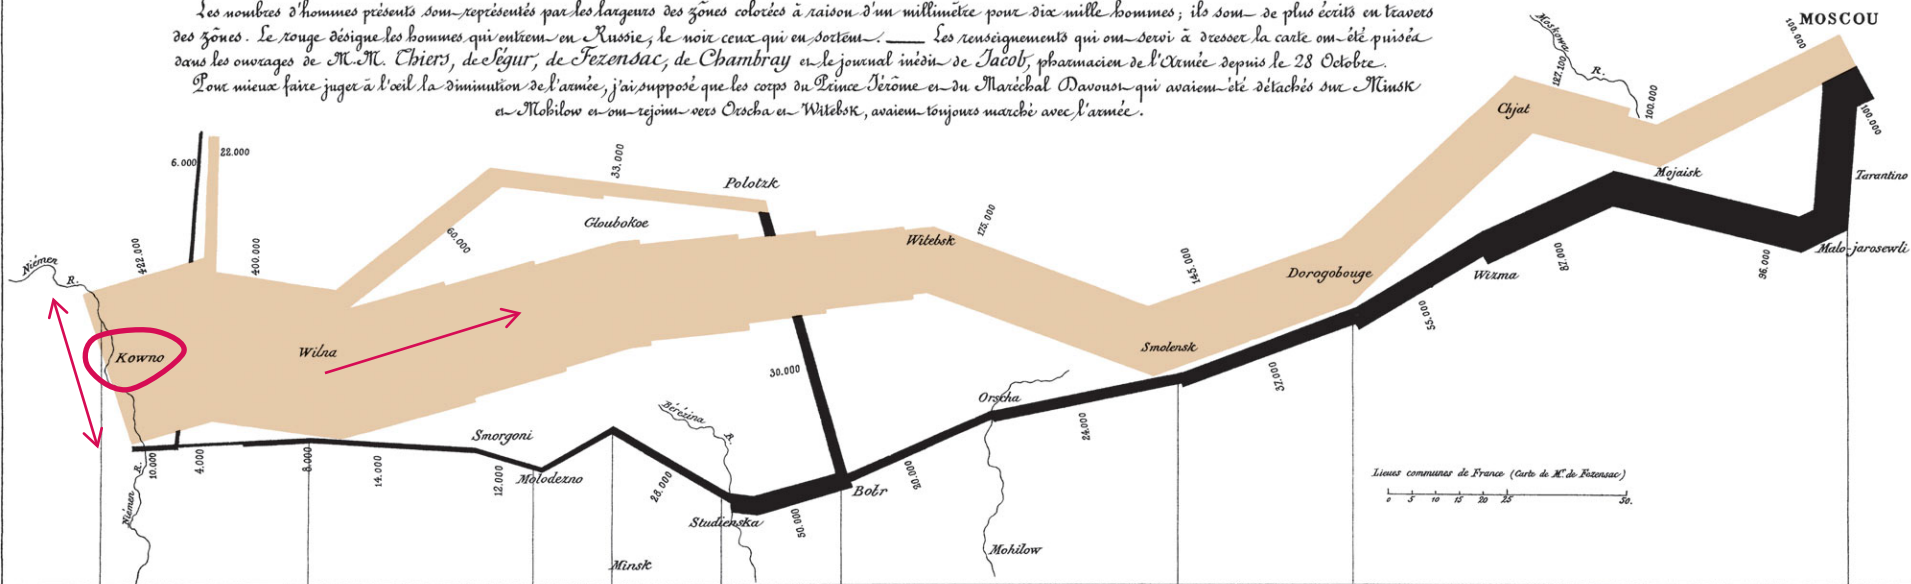 Les nombres d'hommes présents sont représentés par les largeurs des zônes colorées à raison d'un millimètre pour dix mille hommes; ils sont de plus écrits en travers
des zônes. Le rouge désigne les hommes qui entrent en Russie, le noir ceux qui en sortent. Les renseignements qui ont servi à dresser la carte ont été puisés
dans les ouvrages de M.M. Thiers, de Ségur, de Fezensac, de Chambray et le journal inédit de Jacob, pharmacien de l'Armée depuis le 28 Octobre.
Pour mieux faire juger à l'œil la diminution de l'armée, j'ai supposé que les corps du Prince Jérôme et du Maréchal Davoust qui avaient été détachés sur Minsk
et Mohilow et ont rejoint vers Orscha et Witebsk, avaient toujours marché avec l'armée.
MOSCOU
100.000
Moskowa
R.
127.100
100.000
Chjat
100.000
6.000
22.000
33.000
Polotzk
Mojaisk
Tarantino
Gloubokoe
60.000
422.000
400.000
175.000
Witebsk
145.000
Dorogobouge
Wizma
87.000
96.000
Malo-jarosewli
Niémen
R.
Kowno
Wilna
55.000
Smolensk
30.000
37.000
Orscha
24.000
Bérézina
R.
Smorgoni
10.000
4.000
8.000
14.000
12.000
Molodezno
28.000
Bobr
20.000
50.000
Studienska
R.
Niémen
Mohilow
Minsk
Lieues communes de France (Carte de Mr. de Fezensac)
0 5 10 15 20 25 50.